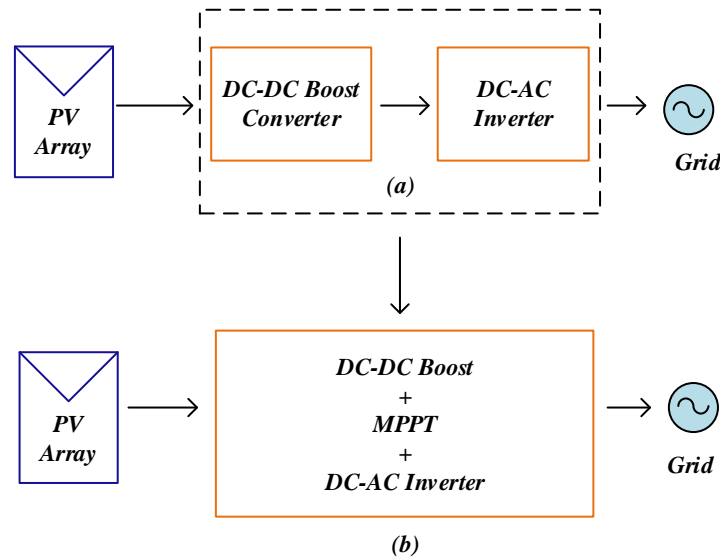 PV
Array
DC-DC Boost
Converter
DC-AC
Inverter
Grid
(a)
PV
Array
DC-DC Boost
+
MPPT
+
DC-AC Inverter
Grid
(b)